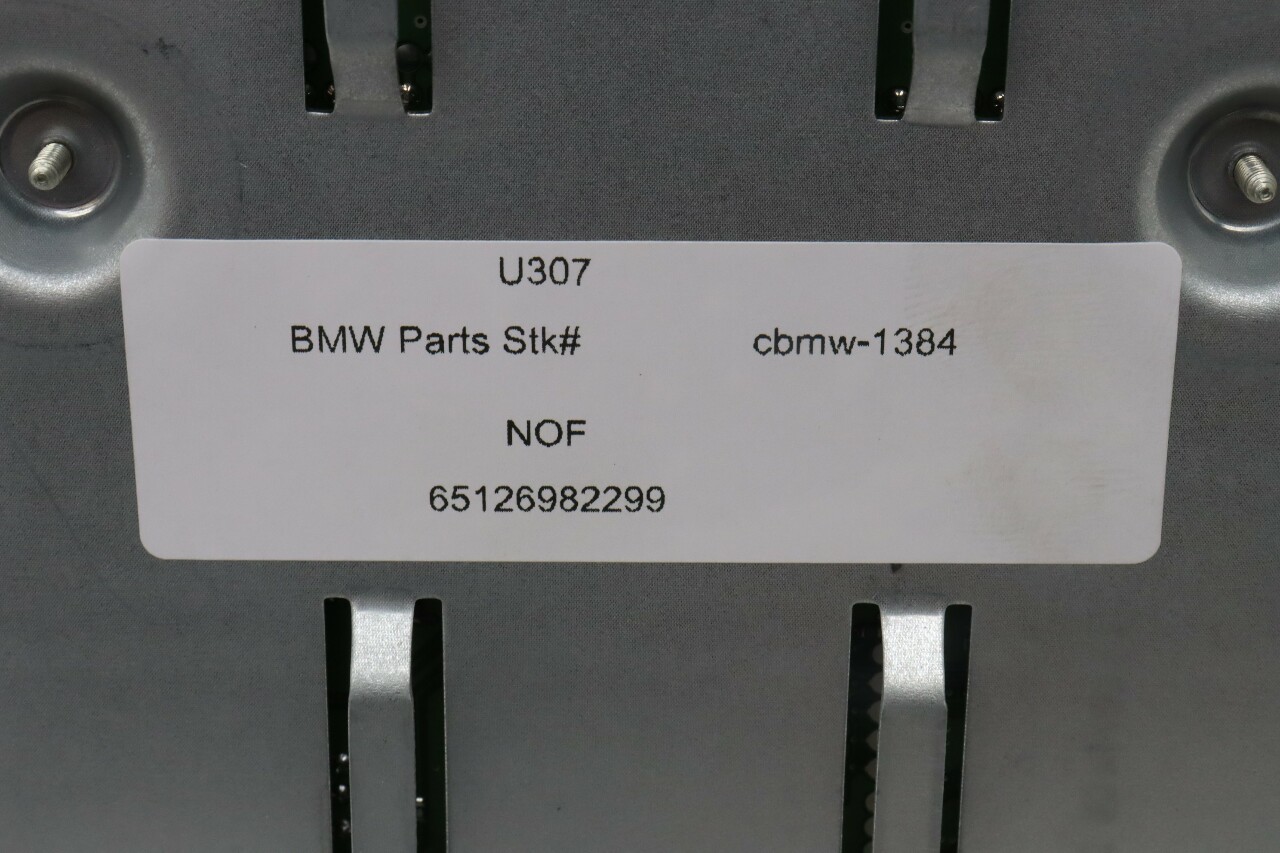 U307
BMW Parts Stk# cbmw-1384
NOF
65126982299